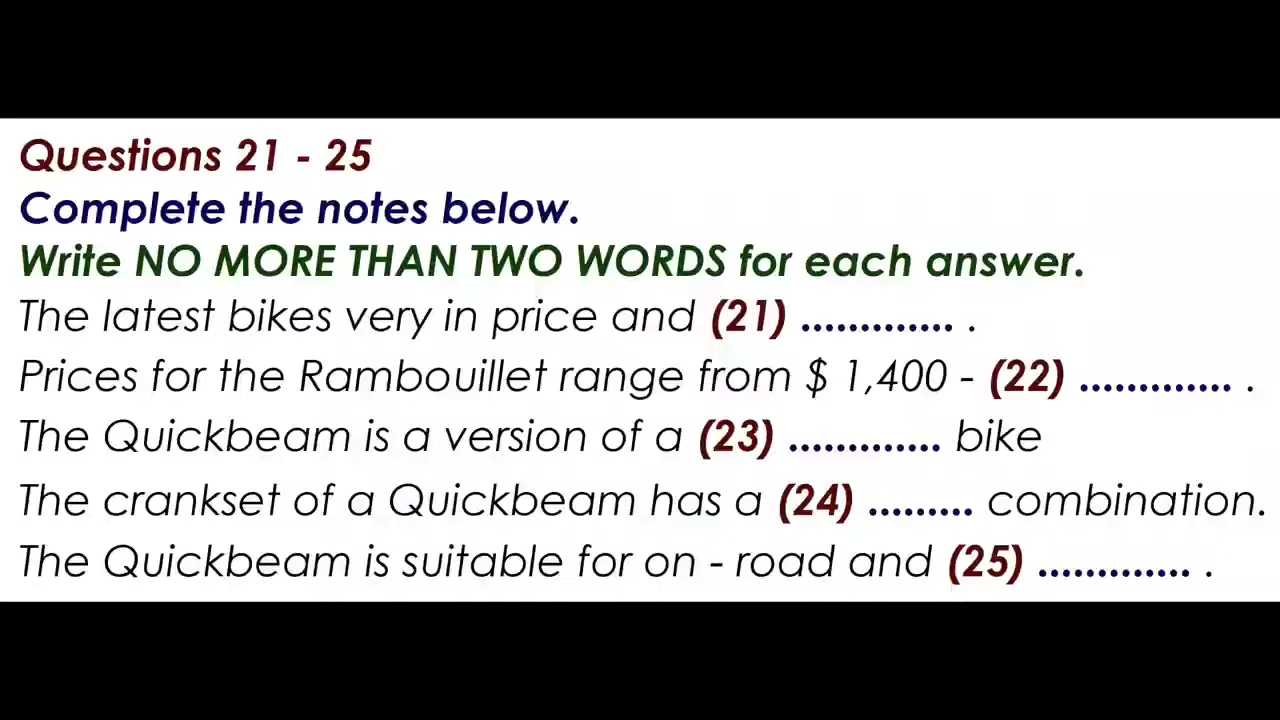 Questions 21 - 25
Complete the notes below.
Write NO MORE THAN TWO WORDS for each answer.
The latest bikes very in price and (21) ............. .
Prices for the Rambouillet range from $ 1,400 - (22) ............. .
The Quickbeam is a version of a (23) ............. bike
The crankset of a Quickbeam has a (24) ......... combination.
The Quickbeam is suitable for on - road and (25) ............. .